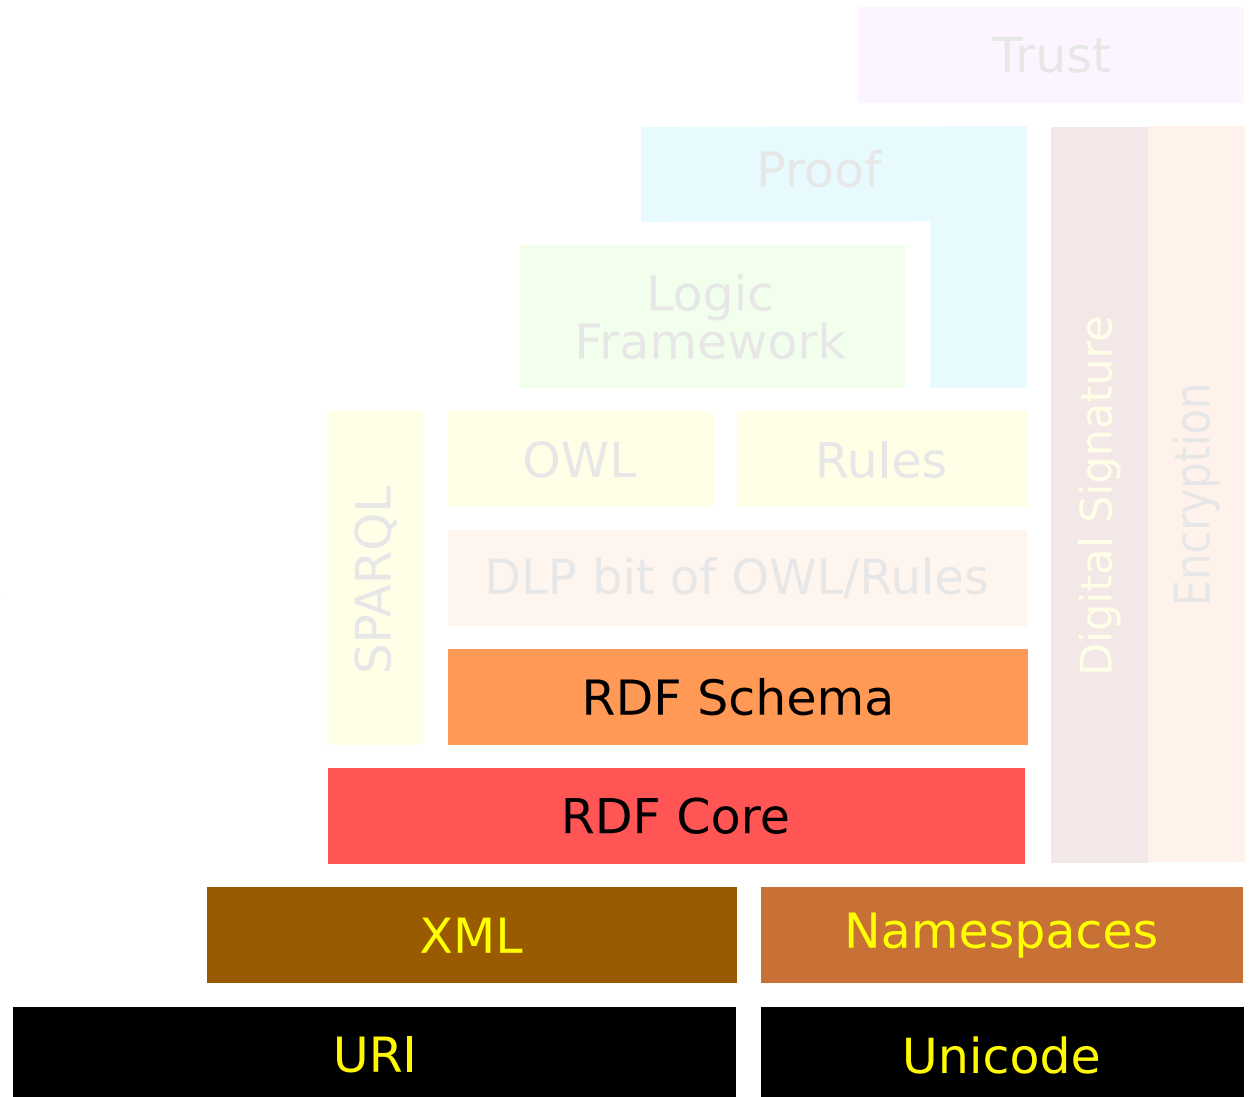 Trust
Proof
Logic
Framework
OWL
Rules
SPARQL
DLP bit of OWL/Rules
Digital Signature
Encryption
RDF Schema
RDF Core
XML
Namespaces
URI
Unicode